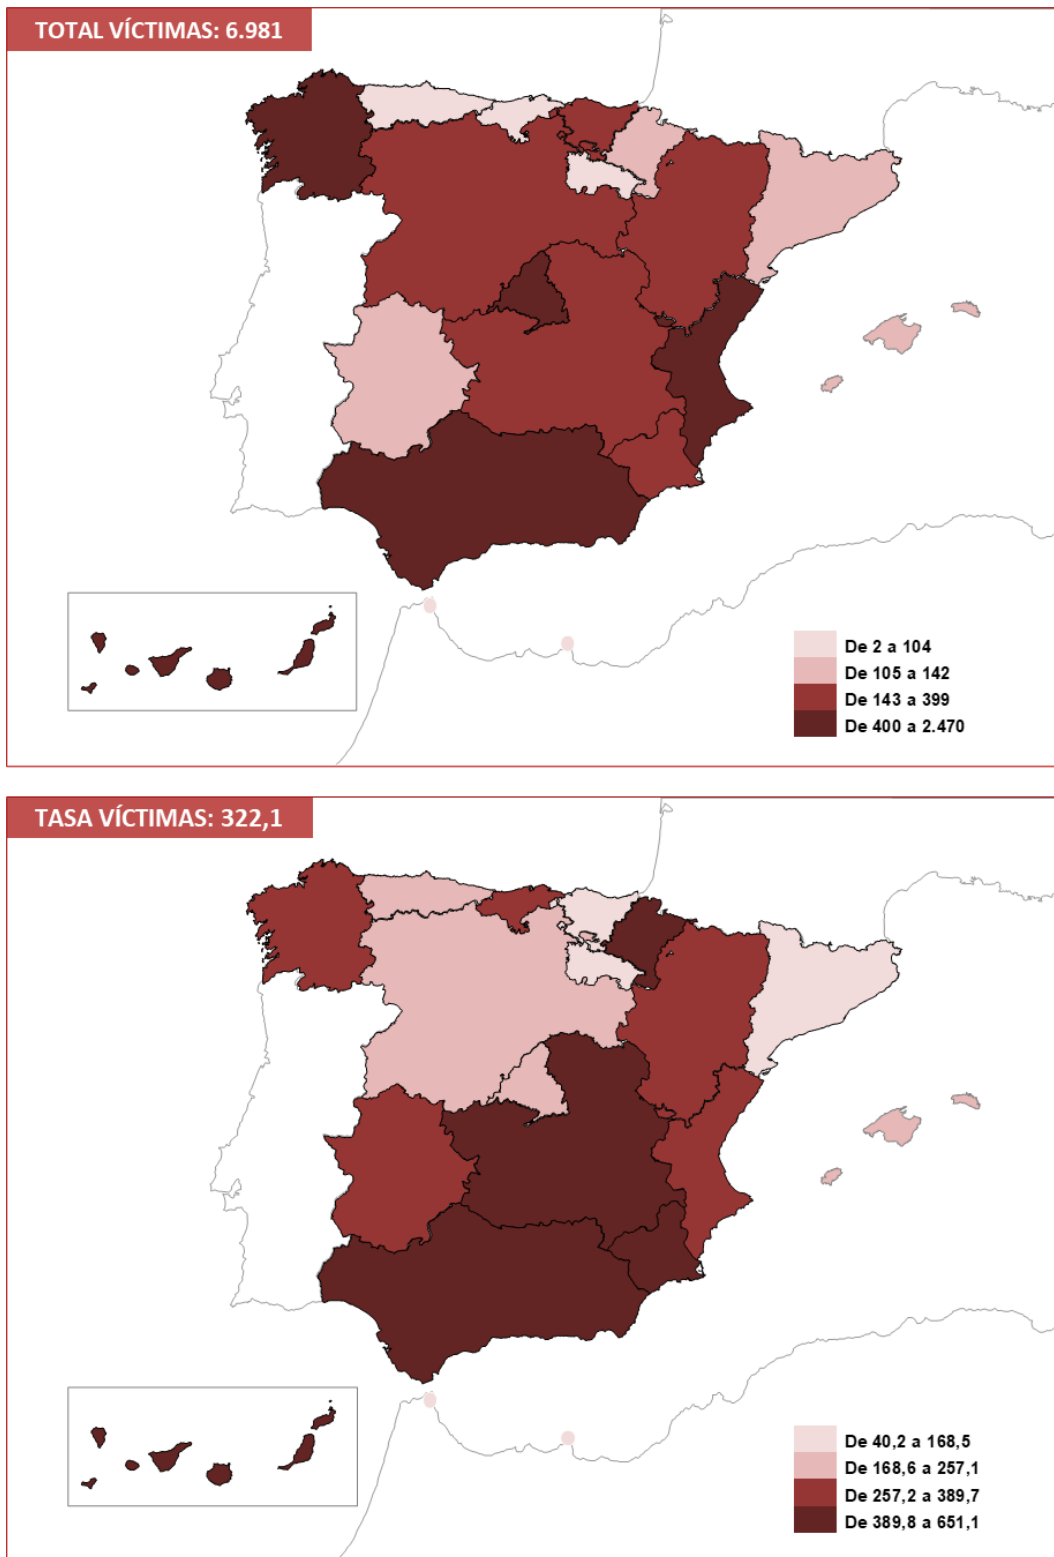 TOTAL VÍCTIMAS: 6.981
De 2 a 104
De 105 a 142
De 143 a 399
De 400 a 2.470
TASA VÍCTIMAS: 322,1
De 40,2 a 168,5
De 168,6 a 257,1
De 257,2 a 389,7
De 389,8 a 651,1